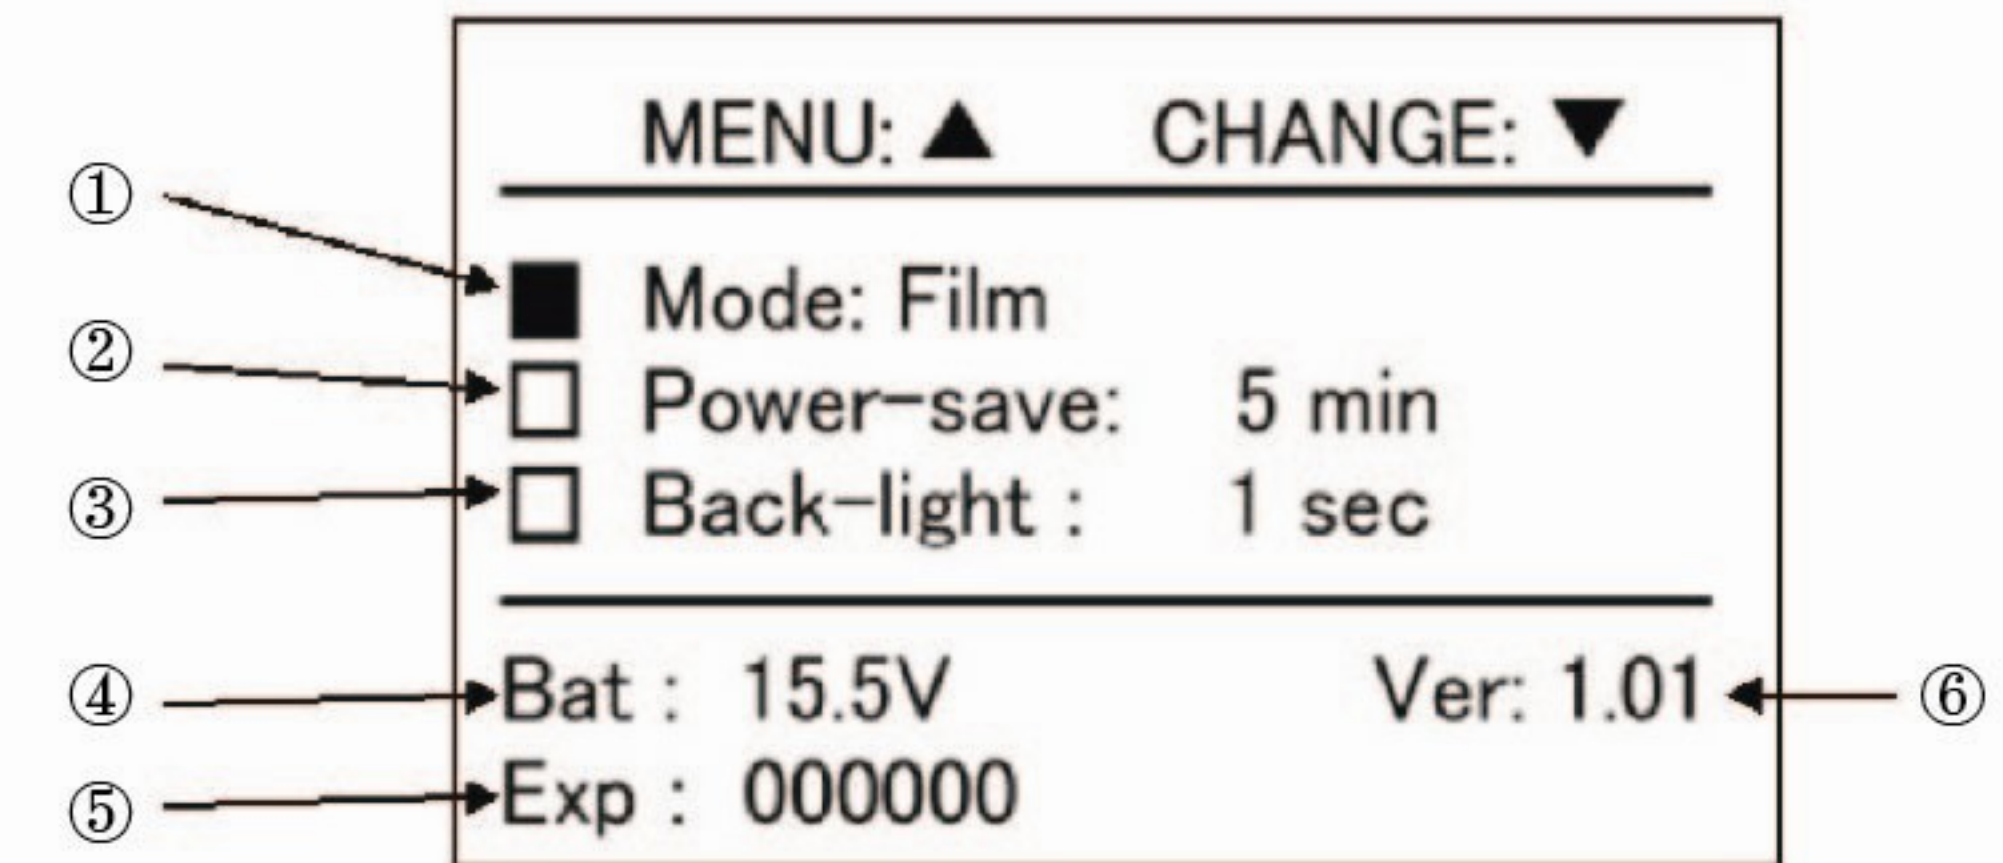 MENU: ▲ CHANGE: ▼
① ■ Mode: Film
② □ Power-save: 5 min
③ □ Back-light : 1 sec
④ Bat : 15.5V Ver: 1.01 ⑥
⑤ Exp : 000000